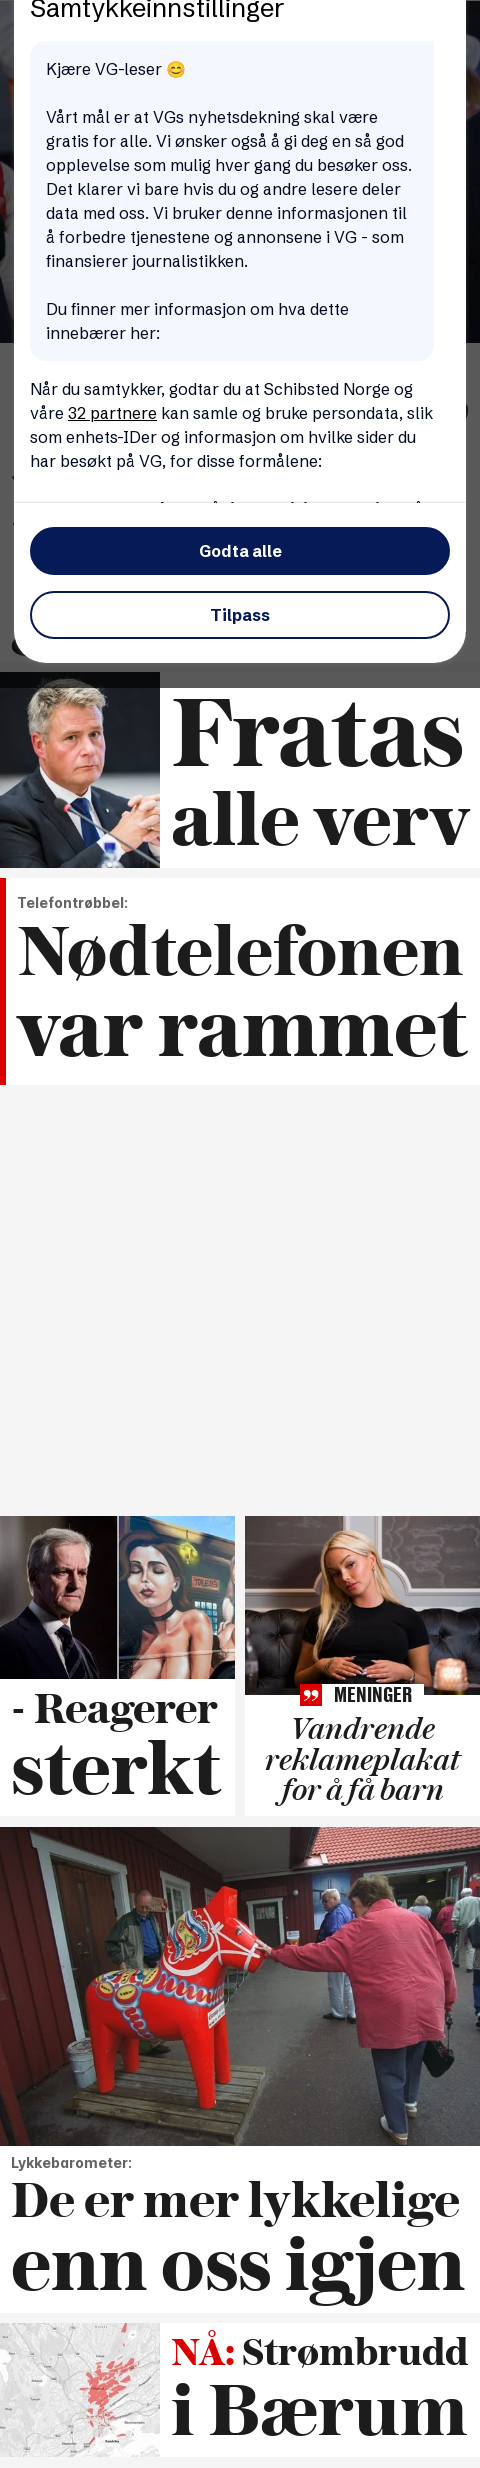 Samtykkeinnstillinger
Kjære VG-leser 😊
Vårt mål er at VGs nyhetsdekning skal være
gratis for alle. Vi ønsker også å gi deg en så god
opplevelse som mulig hver gang du besøker oss.
Det klarer vi bare hvis du og andre lesere deler
data med oss. Vi bruker denne informasjonen til
å forbedre tjenestene og annonsene i VG - som
finansierer journalistikken.
Du finner mer informasjon om hva dette
innebærer her:
Når du samtykker, godtar du at Schibsted Norge og
våre 32 partnere kan samle og bruke persondata, slik
som enhets-IDer og informasjon om hvilke sider du
har besøkt på VG, for disse formålene:
Godta alle
Tilpass
Fratas
alle verv
Telefontrøbbel:
Nødtelefonen
var rammet
- Reagerer
sterkt
MENINGER
Vandrende
reklameplakat
for å få barn
Lykkebarometer:
De er mer lykkelige
enn oss igjen
NÅ: Strømbrudd
i Bærum